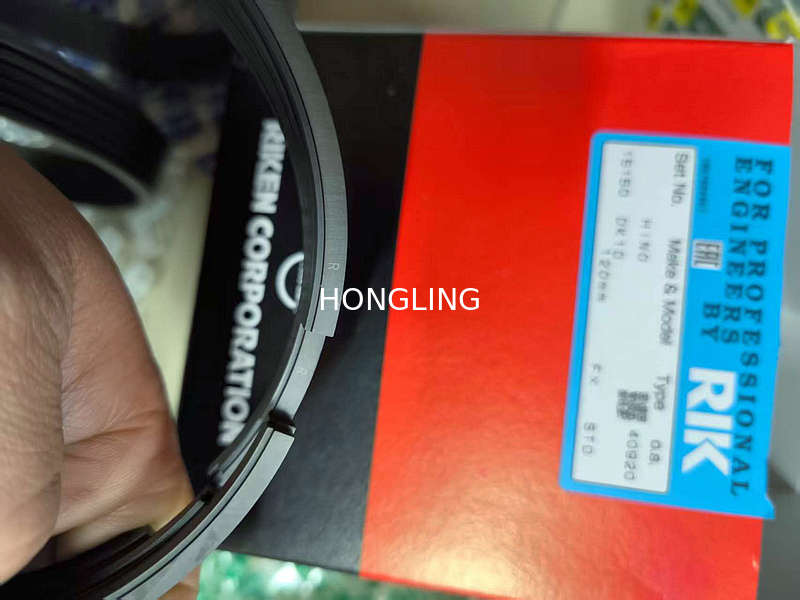 FOR PROFESSIONAL
ENGINEERS BY
RIK
EAC
Set No. Make & Model Type O.S.
15150 HINO 40920
DK10
120mm FX STD
RIKEN CORPORATION
R
R
HONGLING